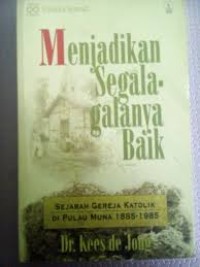 Menjadikan
Segala-
galanya
Baik
SEJARAH GEREJA KATOLIK
DI PULAU MUNA 1885-1985
Dr. Kees de Jong